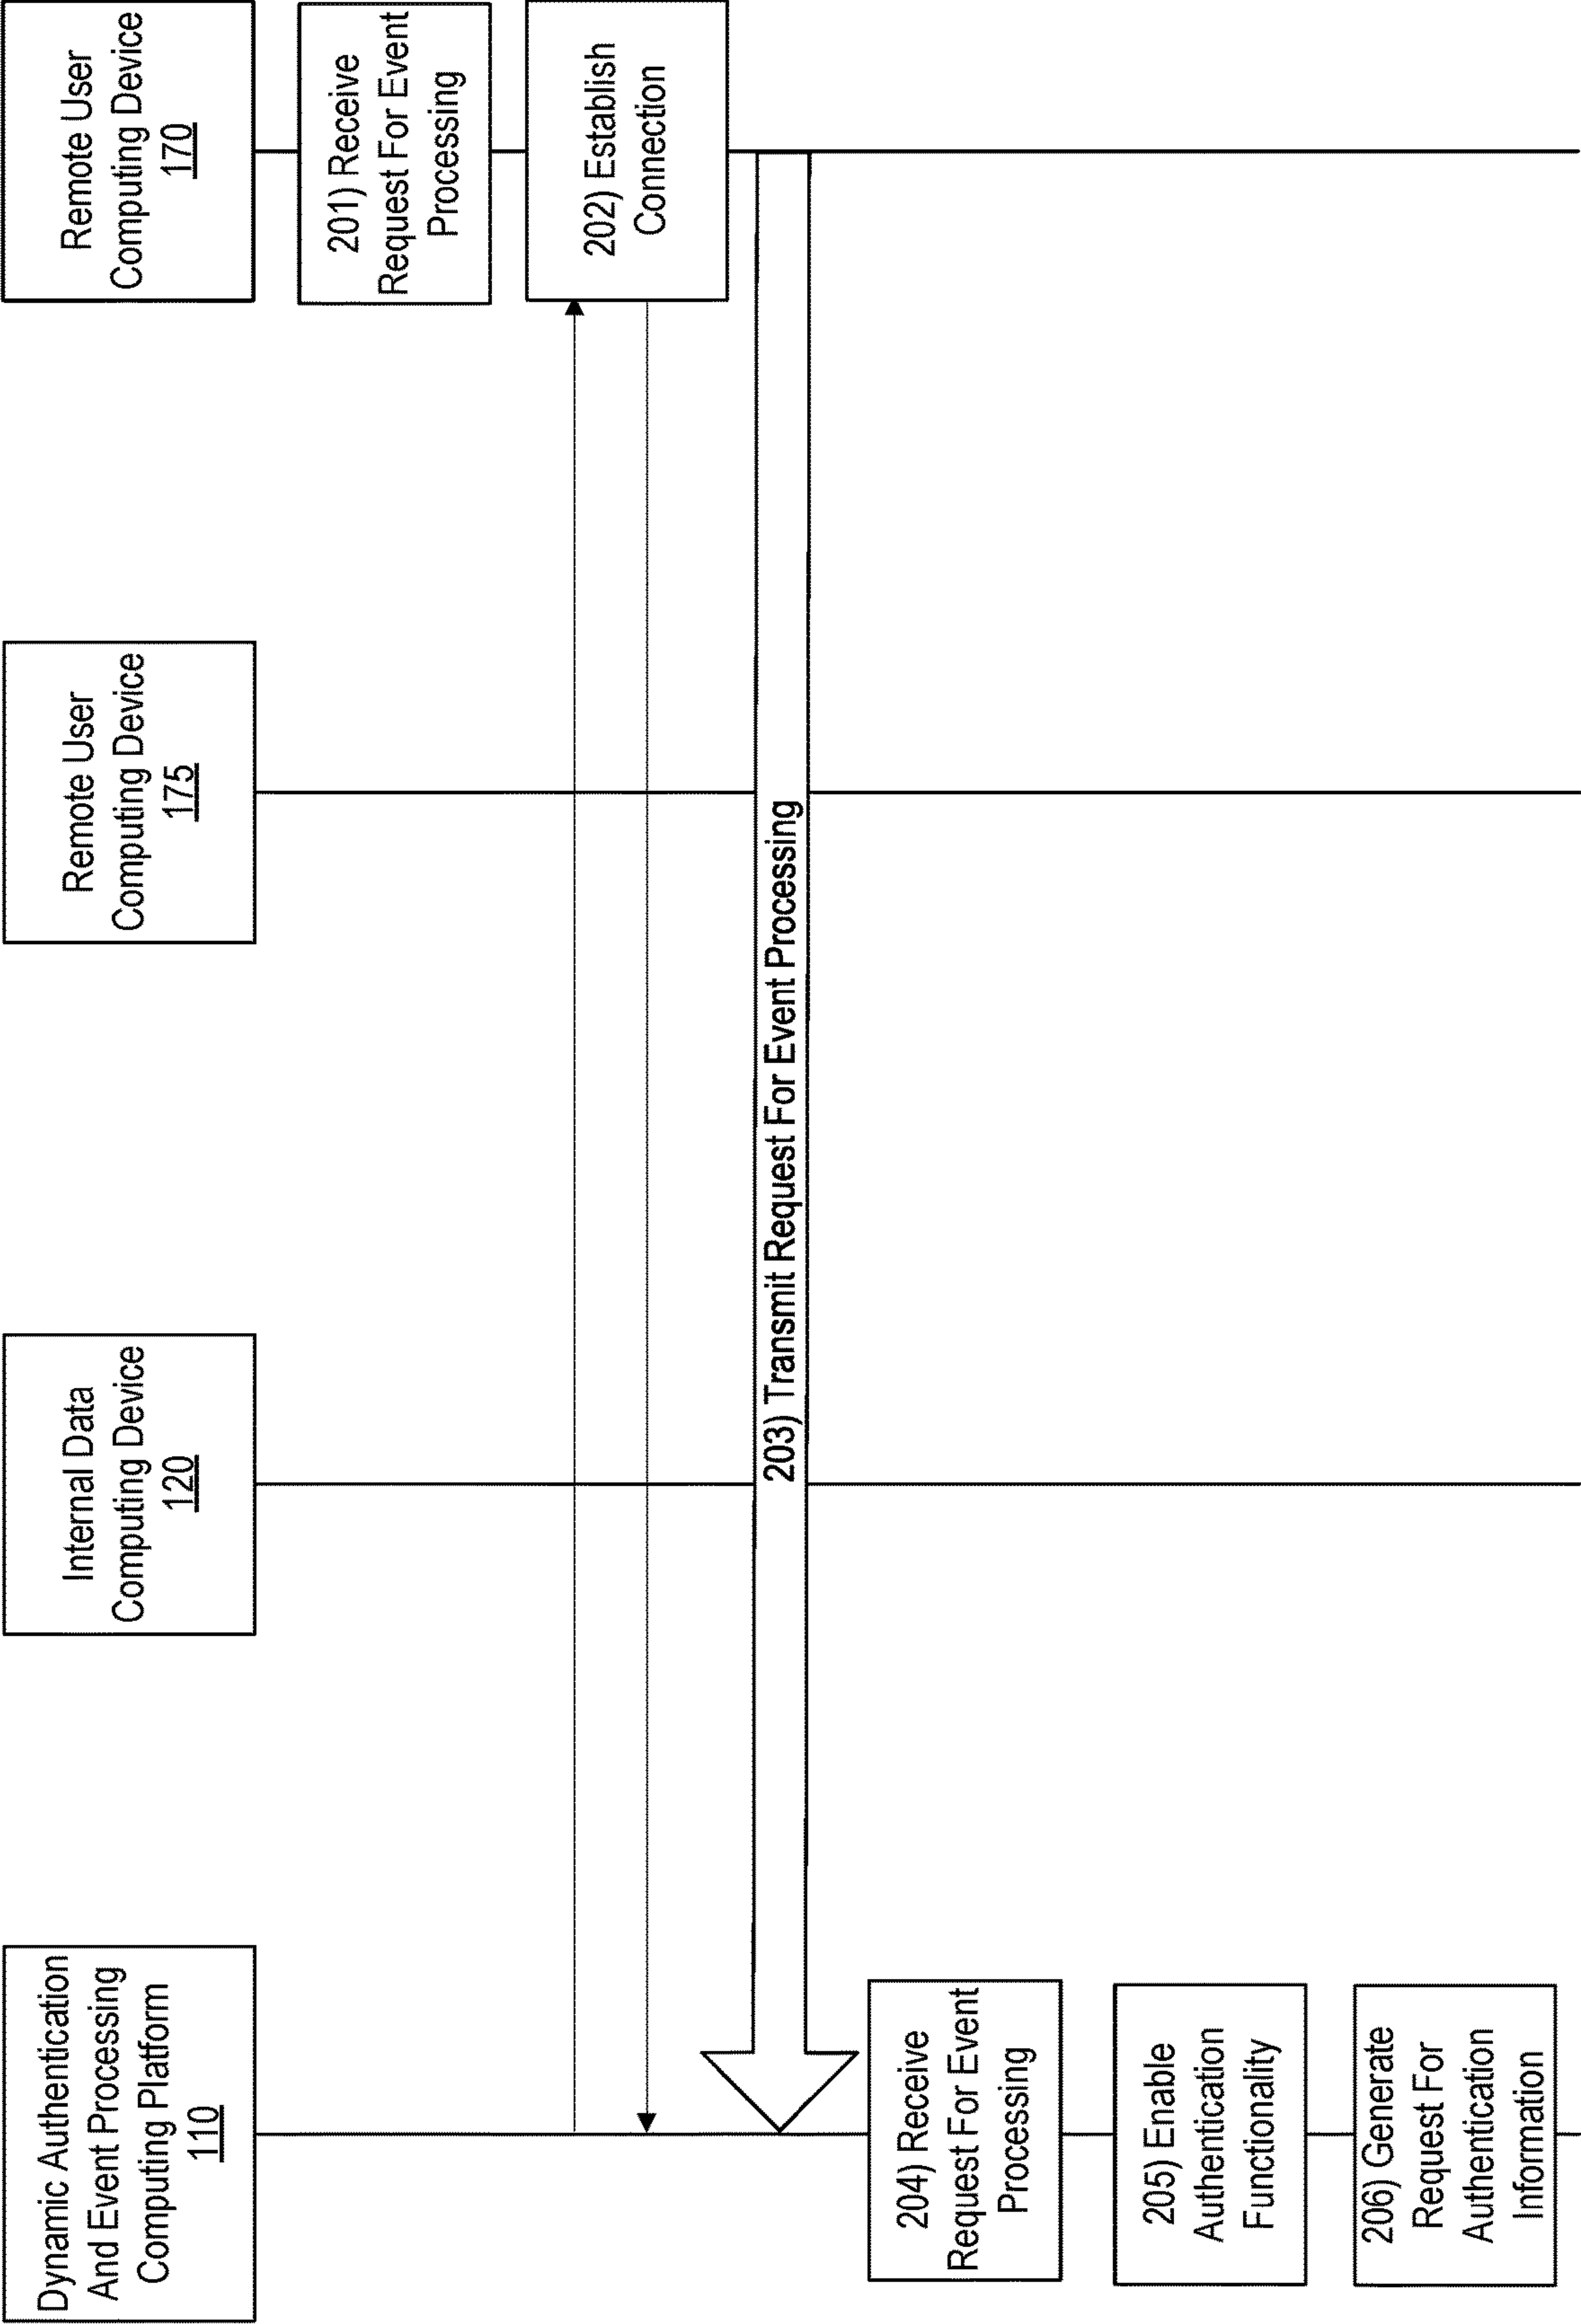 Dynamic Authentication
And Event Processing
Computing Platform
110
Internal Data
Computing Device
120
Remote User
Computing Device
175
Remote User
Computing Device
170
201) Receive
Request For Event
Processing
202) Establish
Connection
203) Transmit Request For Event Processing
204) Receive
Request For Event
Processing
205) Enable
Authentication
Functionality
206) Generate
Request For
Authentication
Information